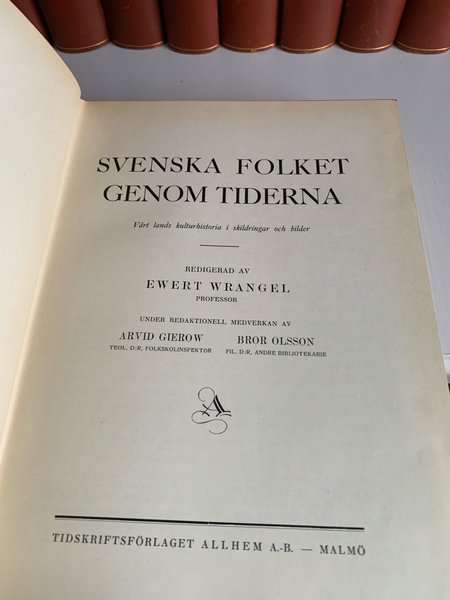 SVENSKA FOLKET
GENOM TIDERNA
Vårt lands kulturhistoria i skildringar och bilder
REDIGERAD AV
EWERT WRANGEL
PROFESSOR
UNDER REDAKTIONELL MEDVERKAN AV
ARVID GIEROW BROR OLSSON
TEOL. D:R, FOLKSKOLINSPEKTOR FIL. D:R, ANDRE BIBLIOTEKARIE
A
TIDSKRIFTSFÖRLAGET ALLHEM A.-B. — MALMÖ